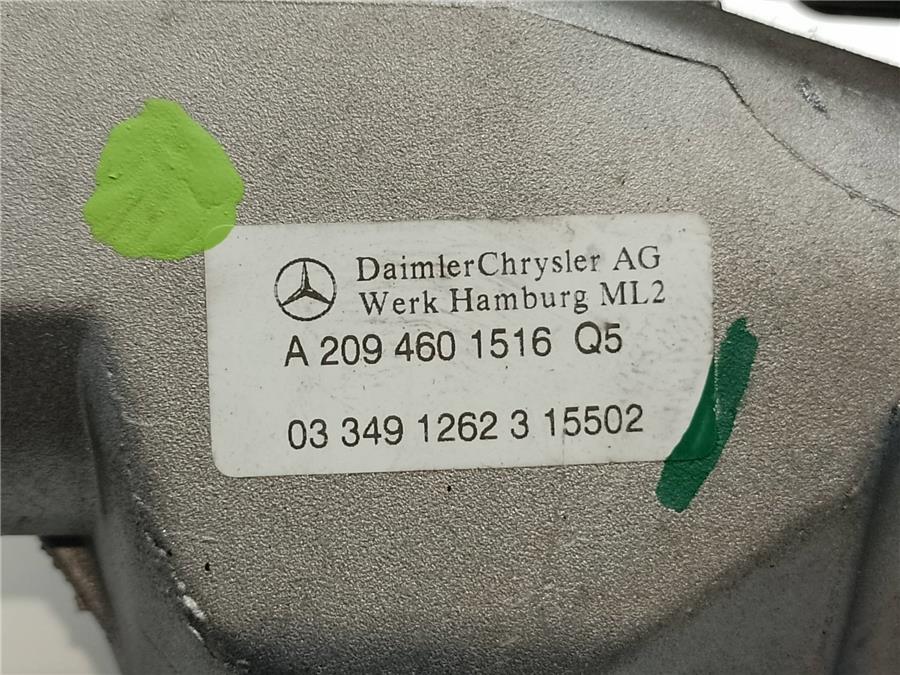 DaimlerChrysler AG
Werk Hamburg ML2
A 209 460 1516 Q5
03 349 1262 3 15502